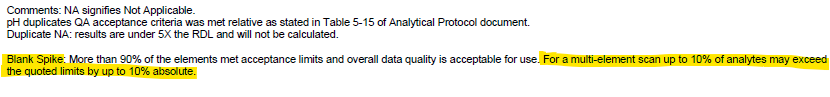 Comments: NA signifies Not Applicable.
pH duplicates QA acceptance criteria was met relative as stated in Table 5-15 of Analytical Protocol document.
Duplicate NA: results are under 5X the RDL and will not be calculated.
Blank Spike: More than 90% of the elements met acceptance limits and overall data quality is acceptable for use. For a multi-element scan up to 10% of analytes may exceed
the quoted limits by up to 10% absolute.